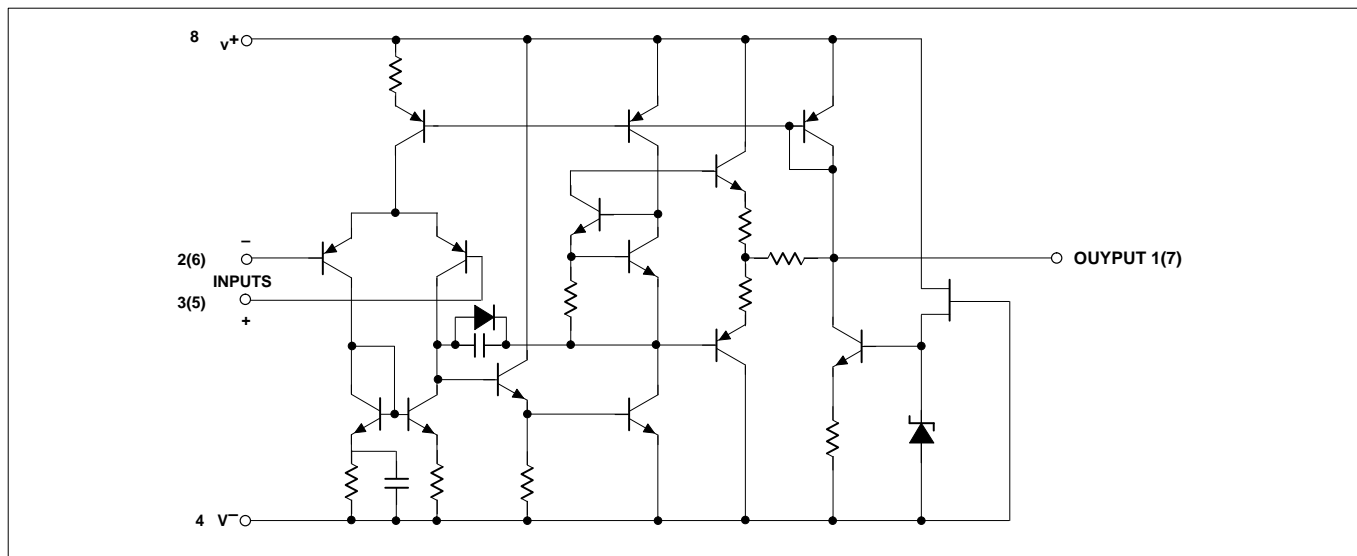 8 v+
2(6) –
INPUTS
3(5) +
OUYPUT 1(7)
4 V–